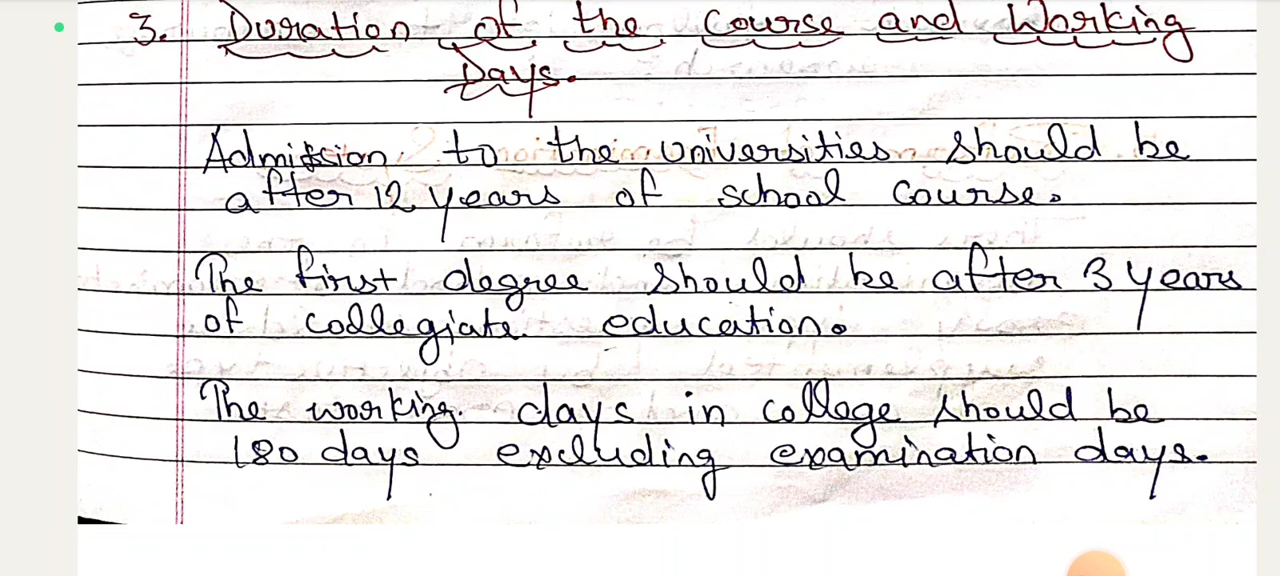 3. Duration of the Course and Working
Days.
Admission to the Universities should be
after 12 years of school course.
The first degree should be after 3 years
of collegiate education.
The working days in college should be
180 days excluding examination days.